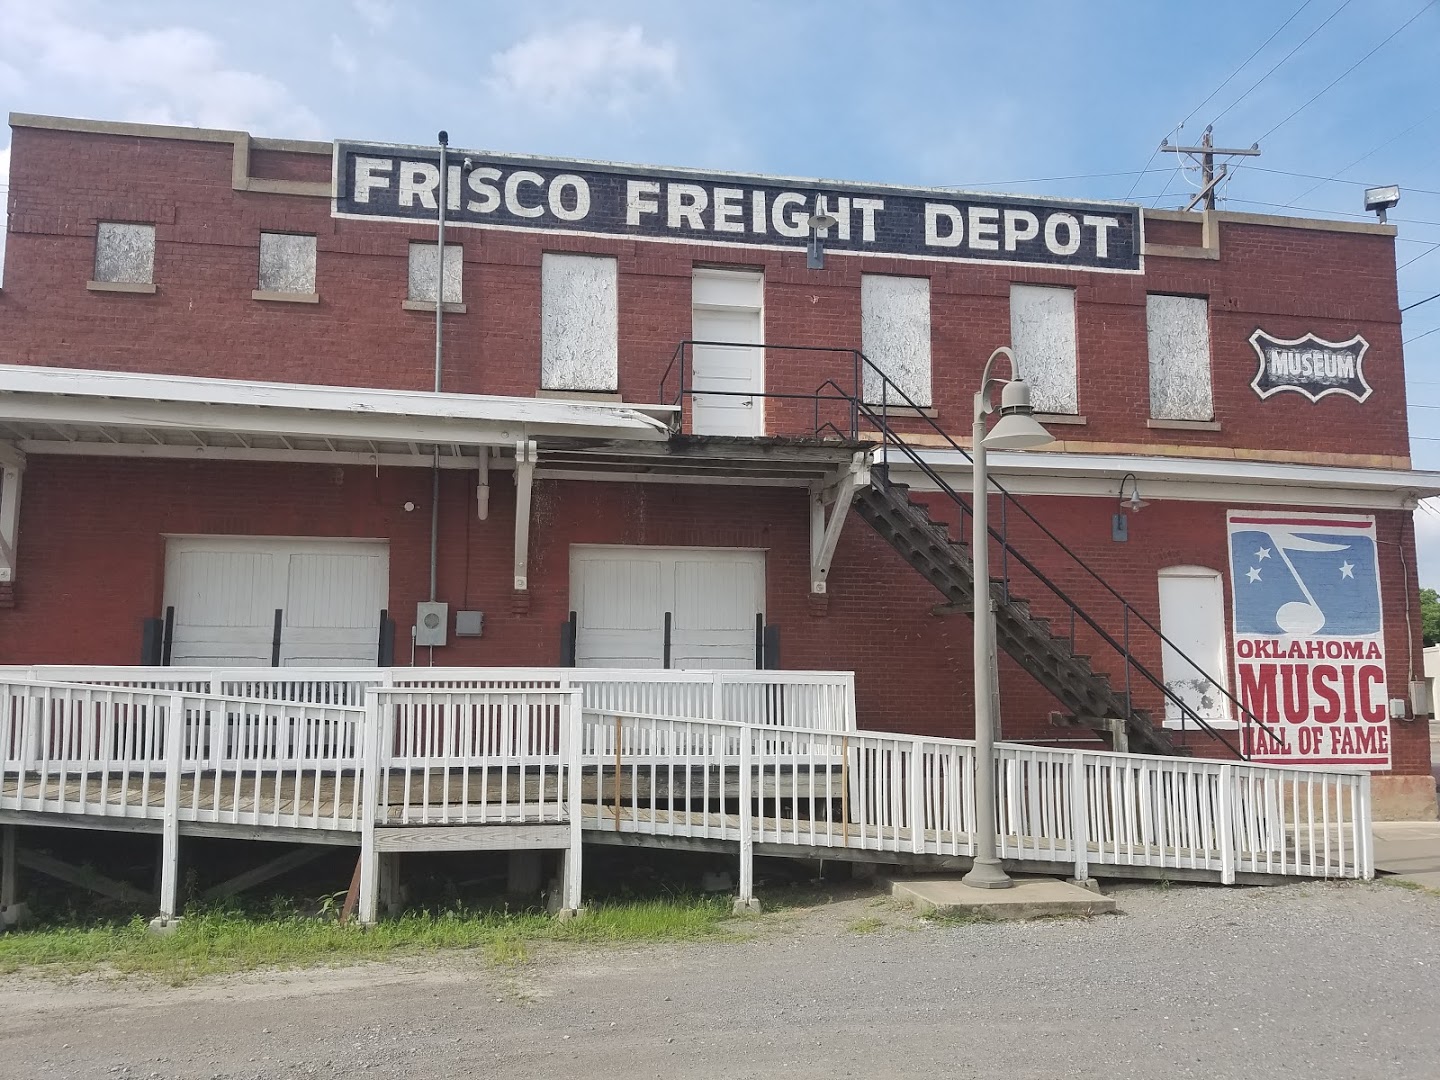 FRISCO FREIGHT DEPOT
MUSEUM
OKLAHOMA
MUSIC
HALL OF FAME